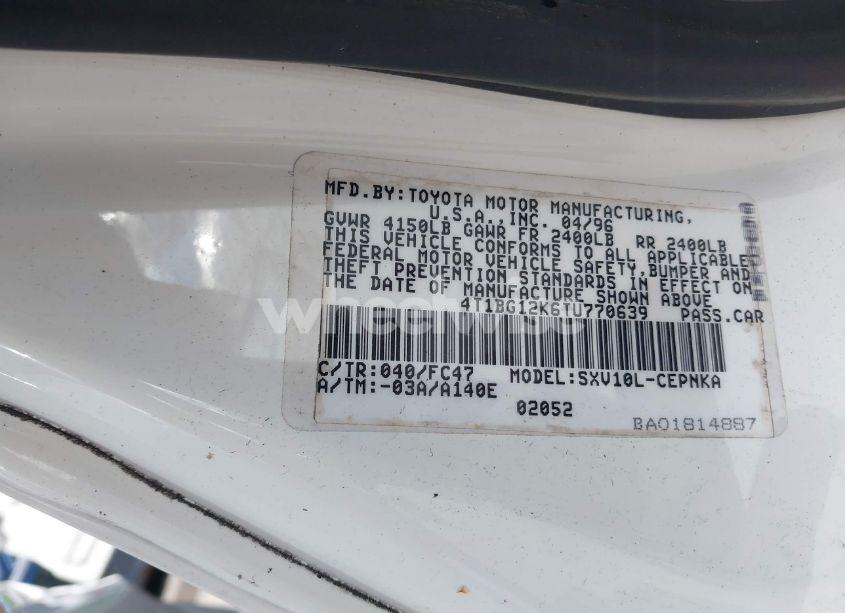 MFD.BY:TOYOTA MOTOR MANUFACTURING,
U.S.A.,INC. 04/96
GVWR 4150LB GAWR FR 2400LB RR 2400LB
THIS VEHICLE CONFORMS TO ALL APPLICABLE
FEDERAL MOTOR VEHICLE SAFETY,BUMPER AND
THEFT PREVENTION STANDARDS IN EFFECT ON
THE DATE OF MANUFACTURE SHOWN ABOVE
4T1BG12K6TU770639 PASS.CAR
wheelwise
C/TR:040/FC47 MODEL:SXV10L-CEPNKA
A/TM:-03A/A140E
02052
BA01814887